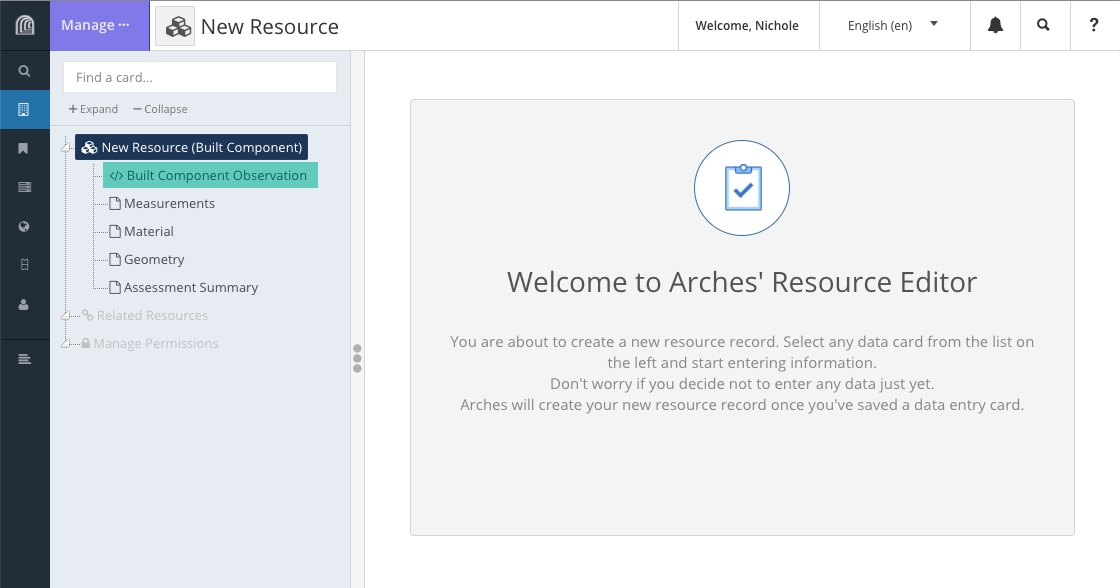 Manage ···
New Resource
Welcome, Nichole
English (en)
?
Find a card...
+ Expand
− Collapse
New Resource (Built Component)
</> Built Component Observation
Measurements
Material
Geometry
Assessment Summary
Related Resources
Manage Permissions
Welcome to Arches' Resource Editor
You are about to create a new resource record. Select any data card from the list on
the left and start entering information.
Don't worry if you decide not to enter any data just yet.
Arches will create your new resource record once you've saved a data entry card.